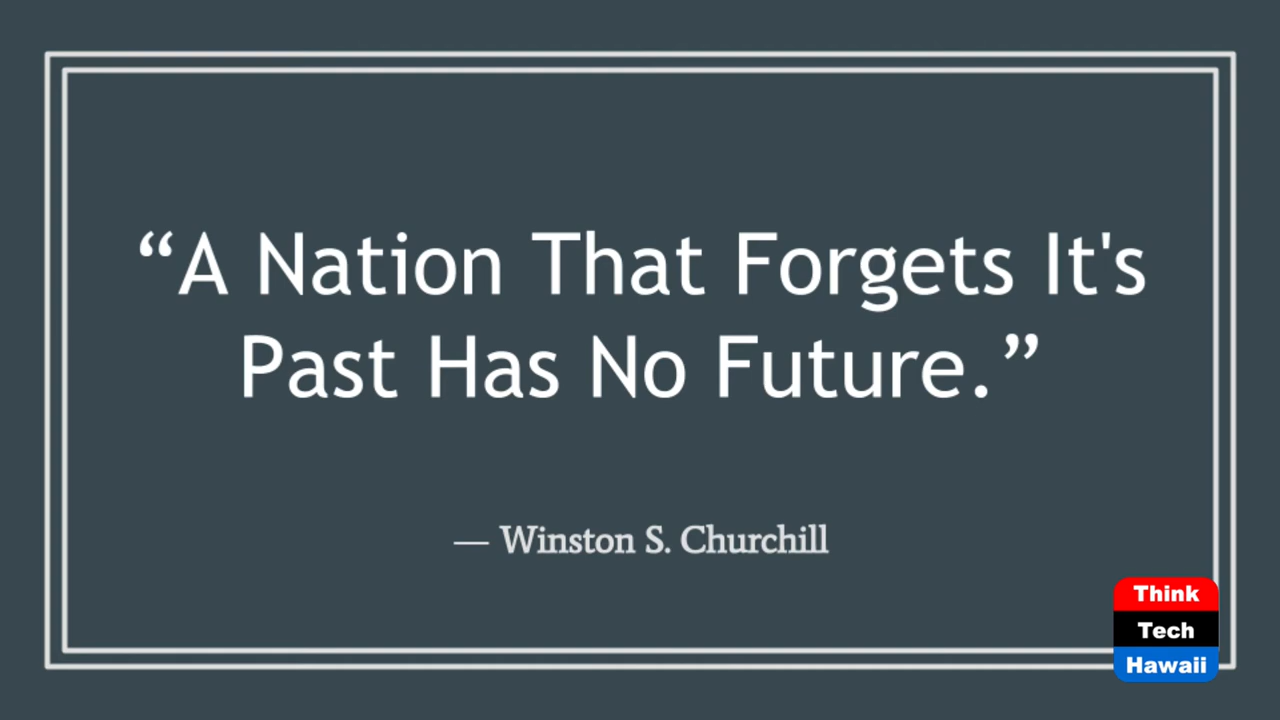 “A Nation That Forgets It's
Past Has No Future.”
— Winston S. Churchill
Think
Tech
Hawaii